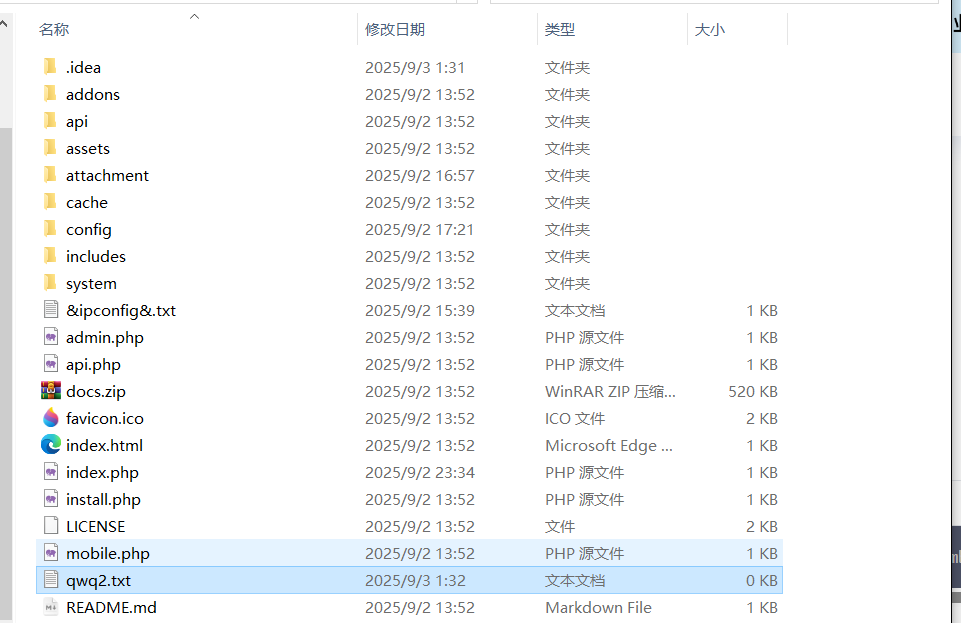 名称 修改日期 类型 大小
.idea 2025/9/3 1:31 文件夹
addons 2025/9/2 13:52 文件夹
api 2025/9/2 13:52 文件夹
assets 2025/9/2 13:52 文件夹
attachment 2025/9/2 16:57 文件夹
cache 2025/9/2 13:52 文件夹
config 2025/9/2 17:21 文件夹
includes 2025/9/2 13:52 文件夹
system 2025/9/2 13:52 文件夹
&ipconfig&.txt 2025/9/2 15:39 文本文档 1 KB
admin.php 2025/9/2 13:52 PHP 源文件 1 KB
api.php 2025/9/2 13:52 PHP 源文件 1 KB
docs.zip 2025/9/2 13:52 WinRAR ZIP 压缩... 520 KB
favicon.ico 2025/9/2 13:52 ICO 文件 2 KB
index.html 2025/9/2 13:52 Microsoft Edge ... 1 KB
index.php 2025/9/2 23:34 PHP 源文件 1 KB
install.php 2025/9/2 13:52 PHP 源文件 1 KB
LICENSE 2025/9/2 13:52 文件 2 KB
mobile.php 2025/9/2 13:52 PHP 源文件 1 KB
qwq2.txt 2025/9/3 1:32 文本文档 0 KB
README.md 2025/9/2 13:52 Markdown File 1 KB